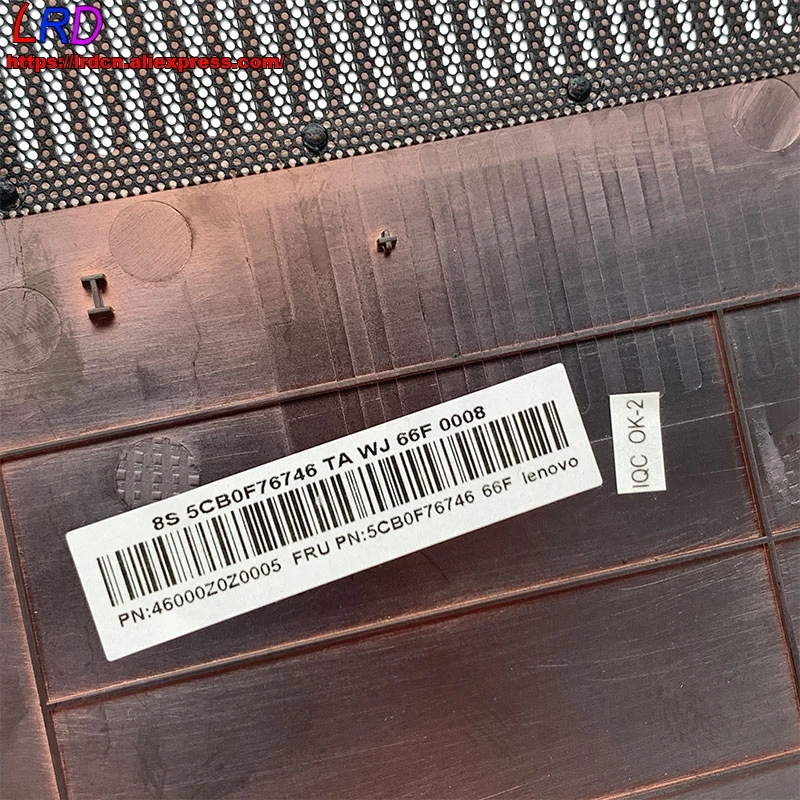 LRD
https://lrdcn.aliexpress.com/
8S 5CB0F76746 TA WJ 66F 0008
PN:46000Z0Z0005 FRU PN:5CB0F76746 66F lenovo
IQC OK-2